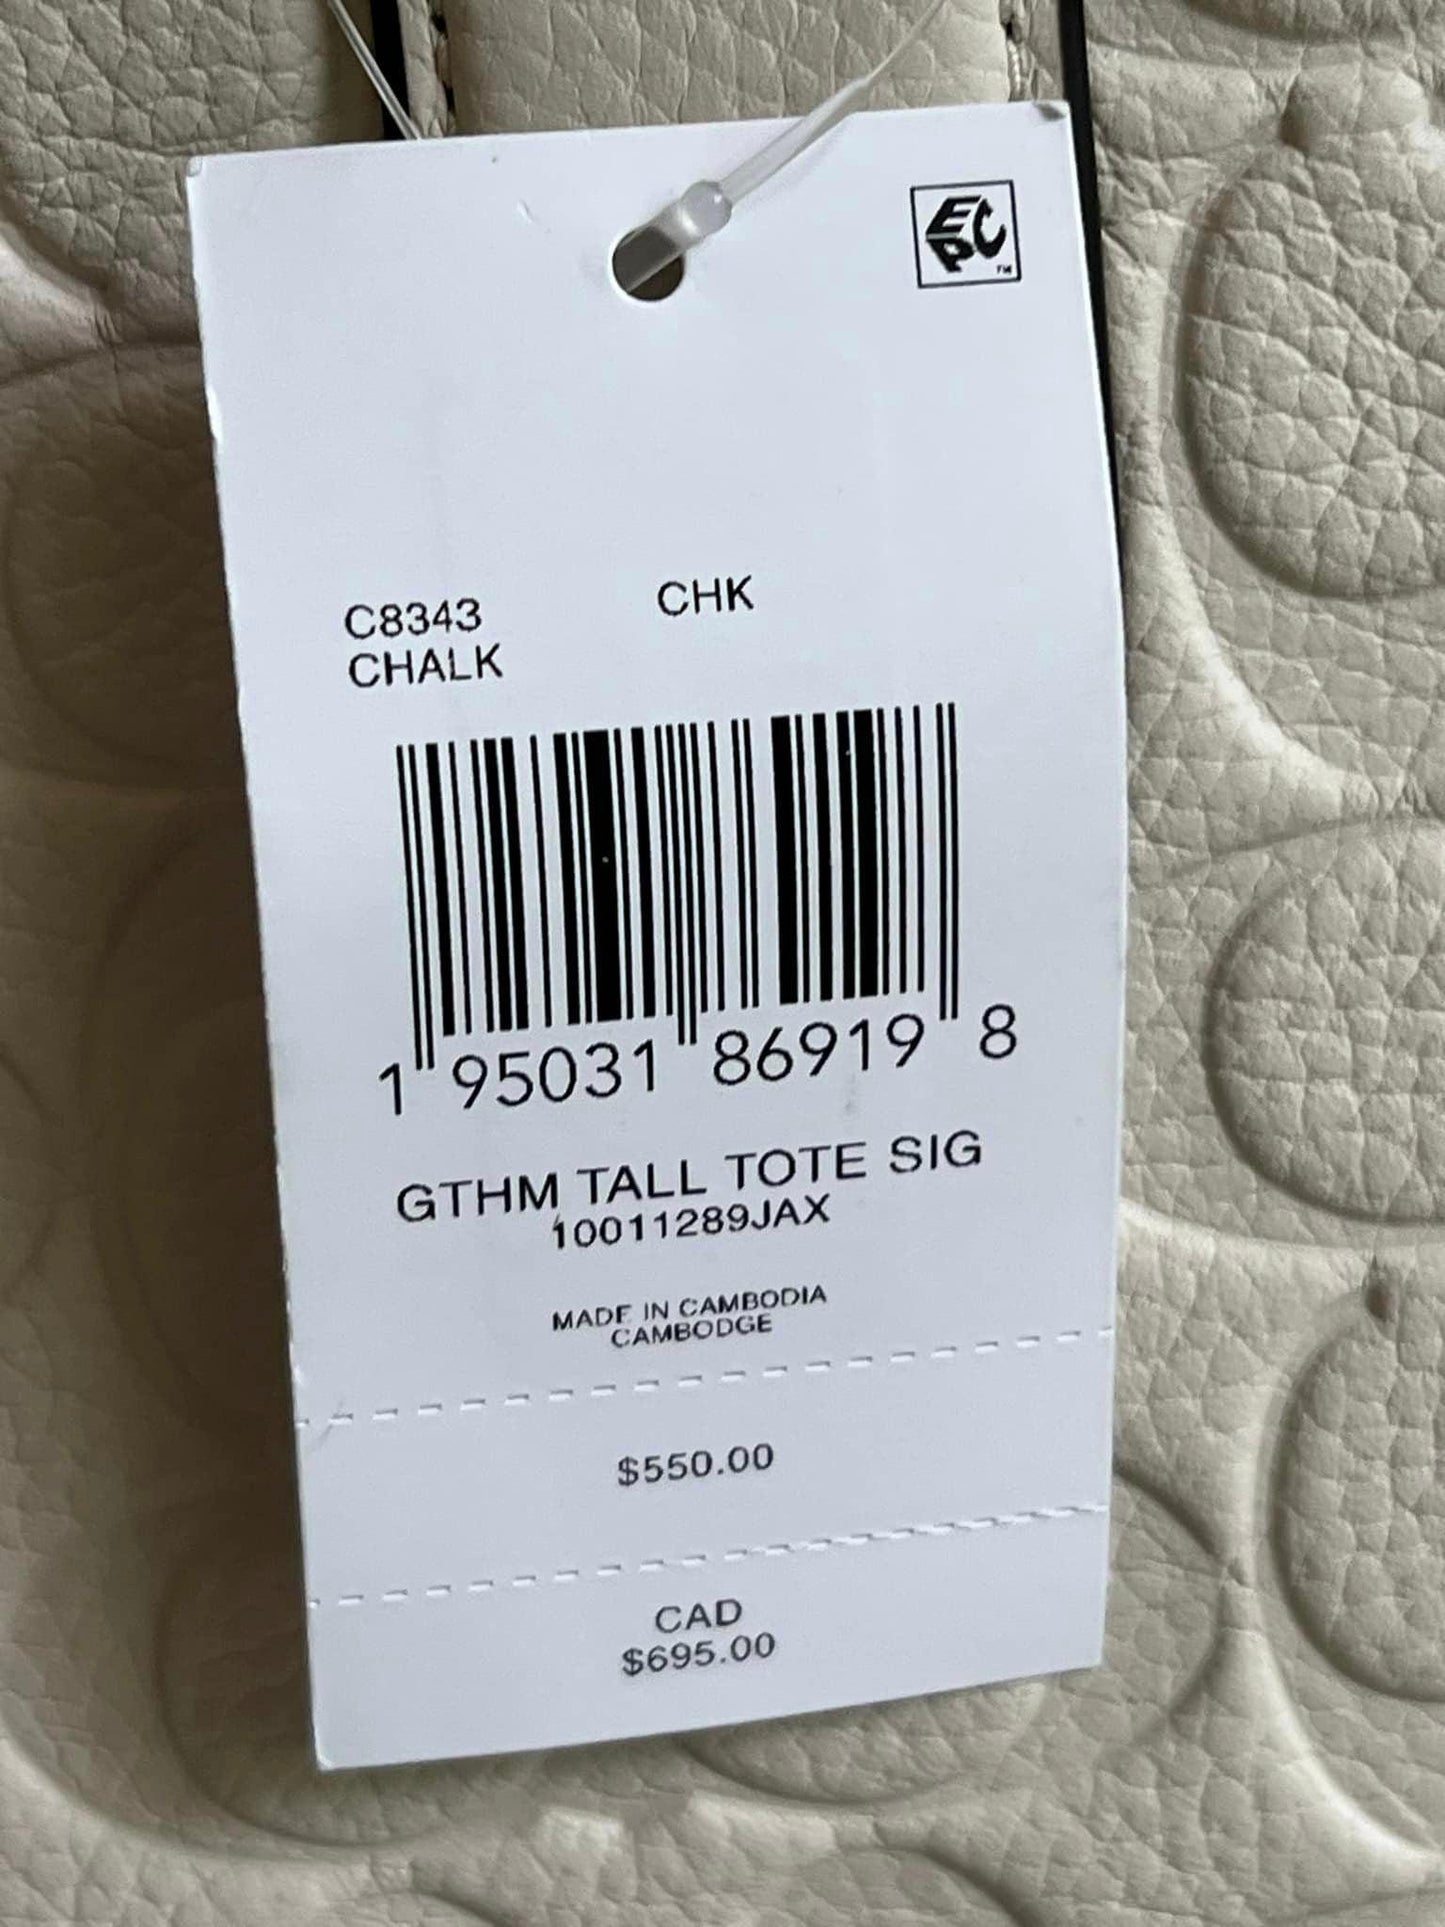 EPC™
C8343 CHK
CHALK
1 95031 86919 8
GTHM TALL TOTE SIG
10011289JAX
MADE IN CAMBODIA
CAMBODGE
$550.00
CAD
$695.00